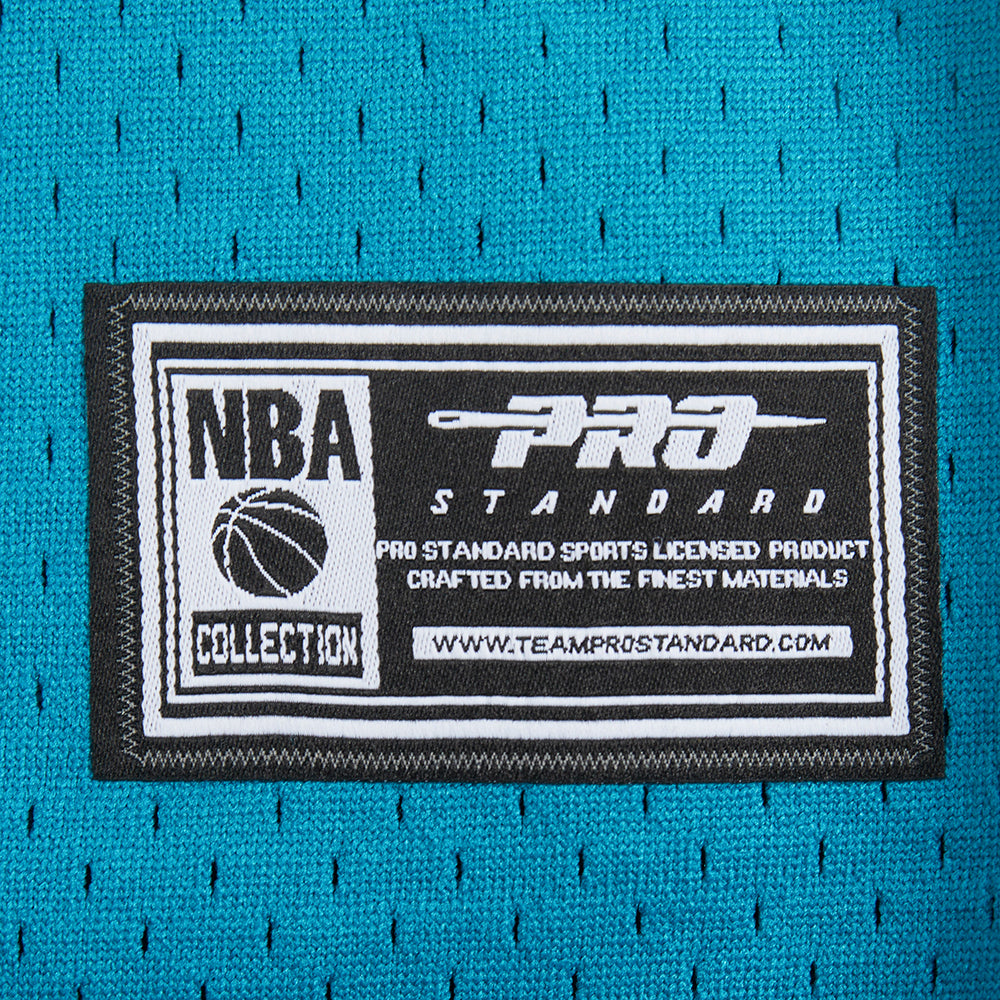 NBA
COLLECTION
PRO
STANDARD
PRO STANDARD SPORTS LICENSED PRODUCT
CRAFTED FROM THE FINEST MATERIALS
WWW.TEAMPROSTANDARD.COM